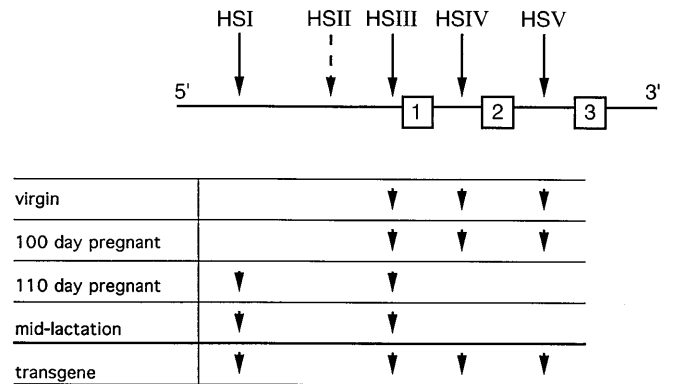 HSI HSII HSIII HSIV HSV
5' 3'
1 2 3
virgin
100 day pregnant
110 day pregnant
mid-lactation
transgene